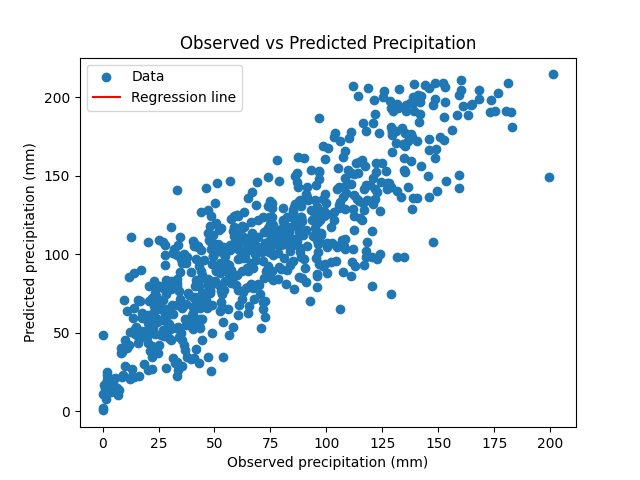 Observed vs Predicted Precipitation
Data
Regression line
200
150
100
50
0
Predicted precipitation (mm)
0 25 50 75 100 125 150 175 200
Observed precipitation (mm)